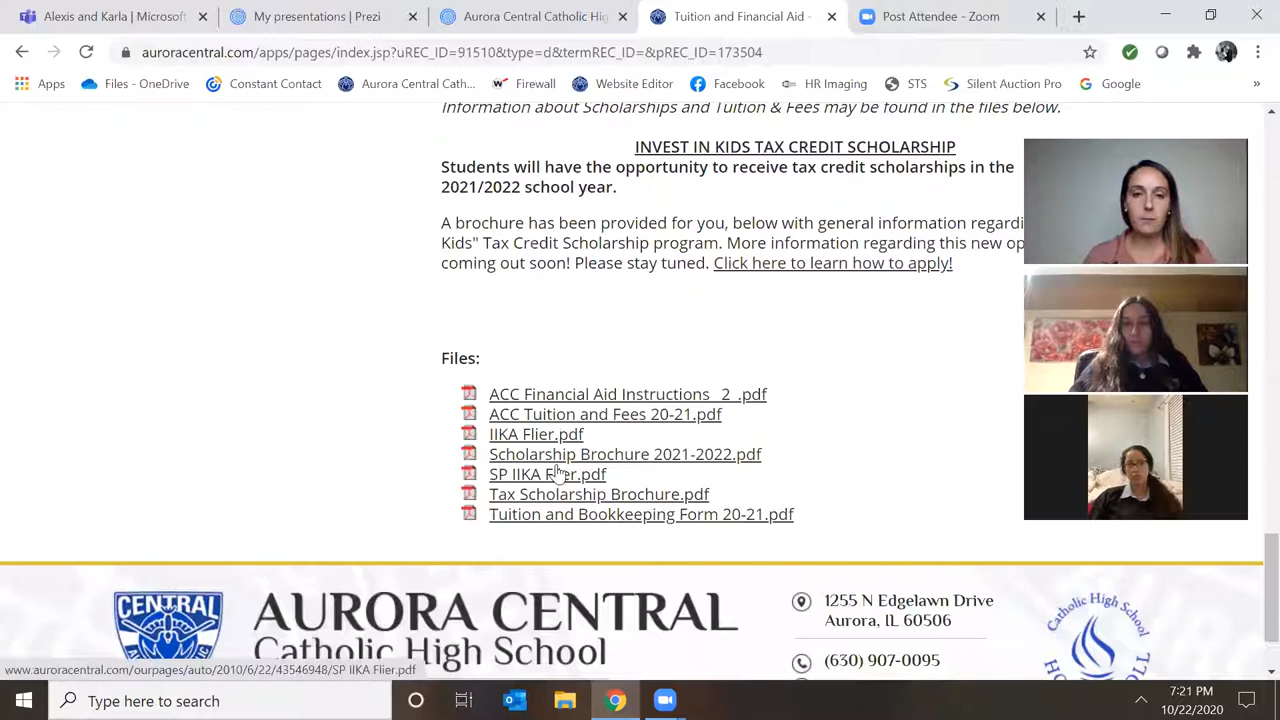 Alexis and Karla | Microsoft
My presentations | Prezi
Aurora Central Catholic Hig
Tuition and Financial Aid -
Post Attendee - Zoom
auroracentral.com/apps/pages/index.jsp?uREC_ID=91510&type=d&termREC_ID=&pREC_ID=173504
Apps
Files - OneDrive
Constant Contact
Aurora Central Cath...
Firewall
Website Editor
Facebook
HR Imaging
STS
Silent Auction Pro
Google
Information about Scholarships and Tuition & Fees may be found in the files below.
INVEST IN KIDS TAX CREDIT SCHOLARSHIP
Students will have the opportunity to receive tax credit scholarships in the
2021/2022 school year.
A brochure has been provided for you, below with general information regardi
Kids" Tax Credit Scholarship program. More information regarding this new op
coming out soon! Please stay tuned. Click here to learn how to apply!
Files:
ACC Financial Aid Instructions _2_.pdf
ACC Tuition and Fees 20-21.pdf
IIKA Flier.pdf
Scholarship Brochure 2021-2022.pdf
SP IIKA Flier.pdf
Tax Scholarship Brochure.pdf
Tuition and Bookkeeping Form 20-21.pdf
CENTRAL
AURORA CENTRAL
Catholic High School
1255 N Edgelawn Drive
Aurora, IL 60506
(630) 907-0095
Catholic High School
www.auroracentral.com/ourpages/auto/2010/6/22/43546948/SP IIKA Flier.pdf
Type here to search
7:21 PM
10/22/2020